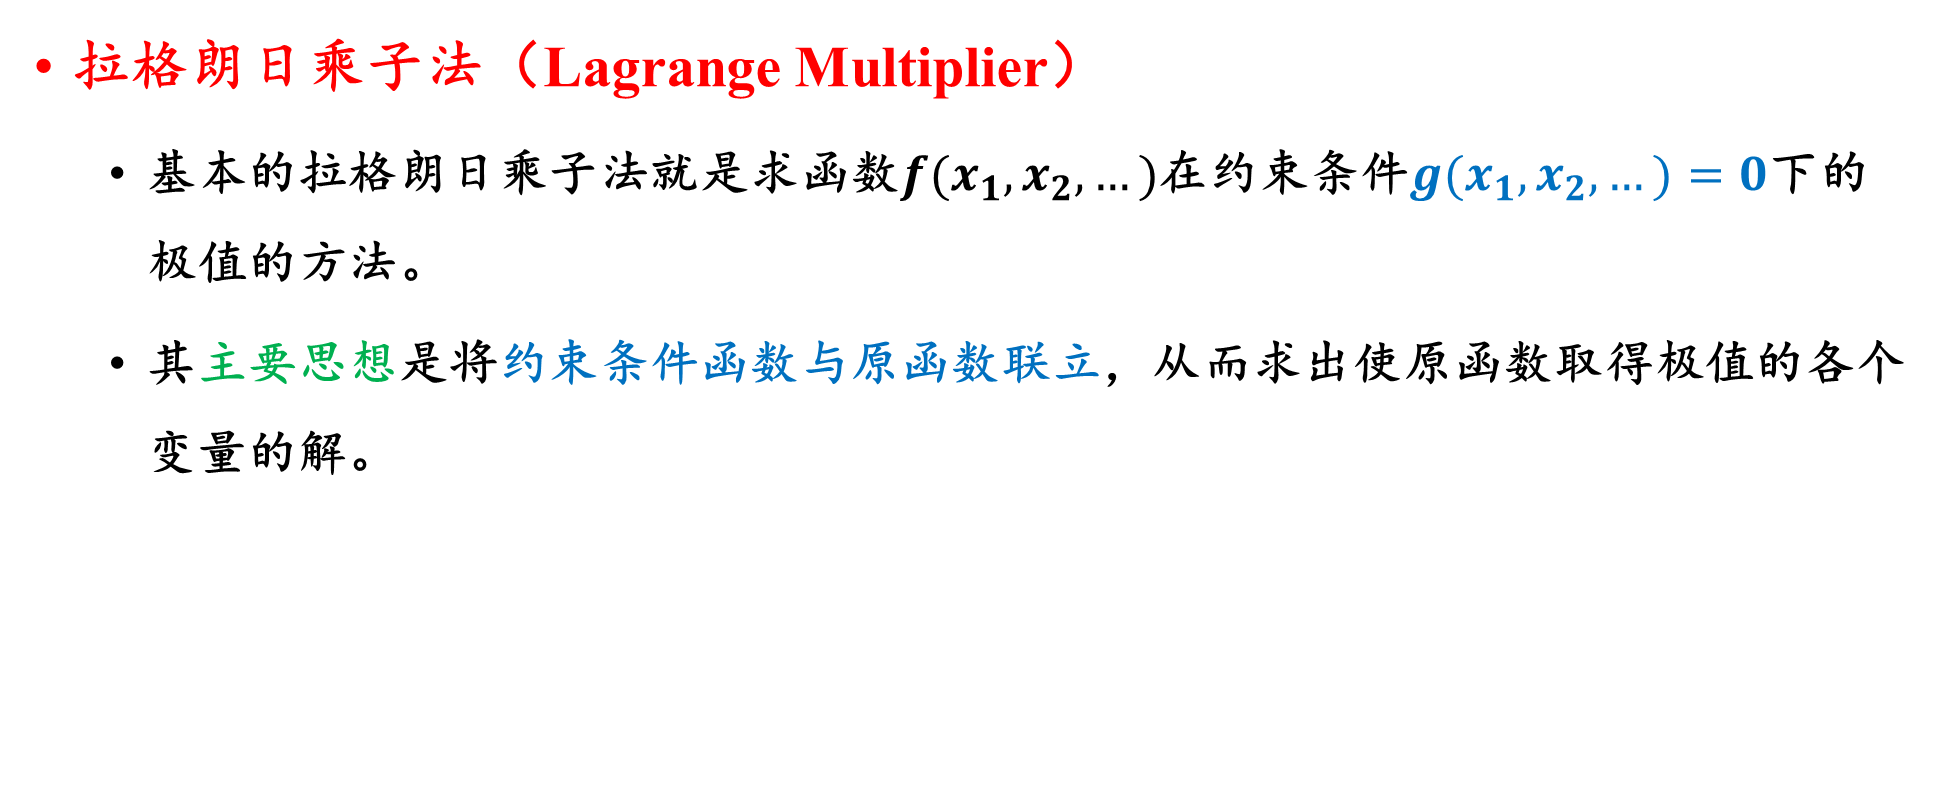 • 拉格朗日乘子法（Lagrange Multiplier）
• 基本的拉格朗日乘子法就是求函数f(x₁, x₂, …)在约束条件g(x₁, x₂, …) = 0下的
极值的方法。
• 其主要思想是将约束条件函数与原函数联立，从而求出使原函数取得极值的各个
变量的解。